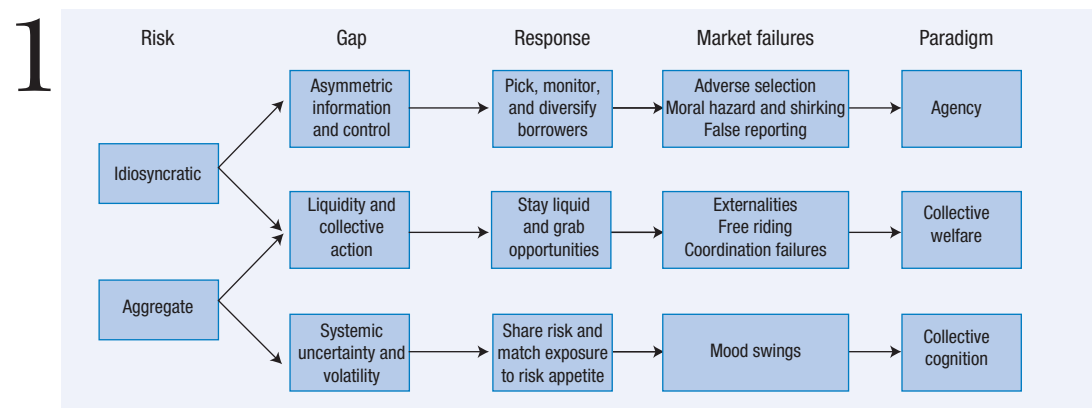 1
Risk
Gap
Response
Market failures
Paradigm
Idiosyncratic
Aggregate
Asymmetric
information
and control
Pick, monitor,
and diversify
borrowers
Adverse selection
Moral hazard and shirking
False reporting
Agency
Liquidity and
collective
action
Stay liquid
and grab
opportunities
Externalities
Free riding
Coordination failures
Collective
welfare
Systemic
uncertainty and
volatility
Share risk and
match exposure
to risk appetite
Mood swings
Collective
cognition